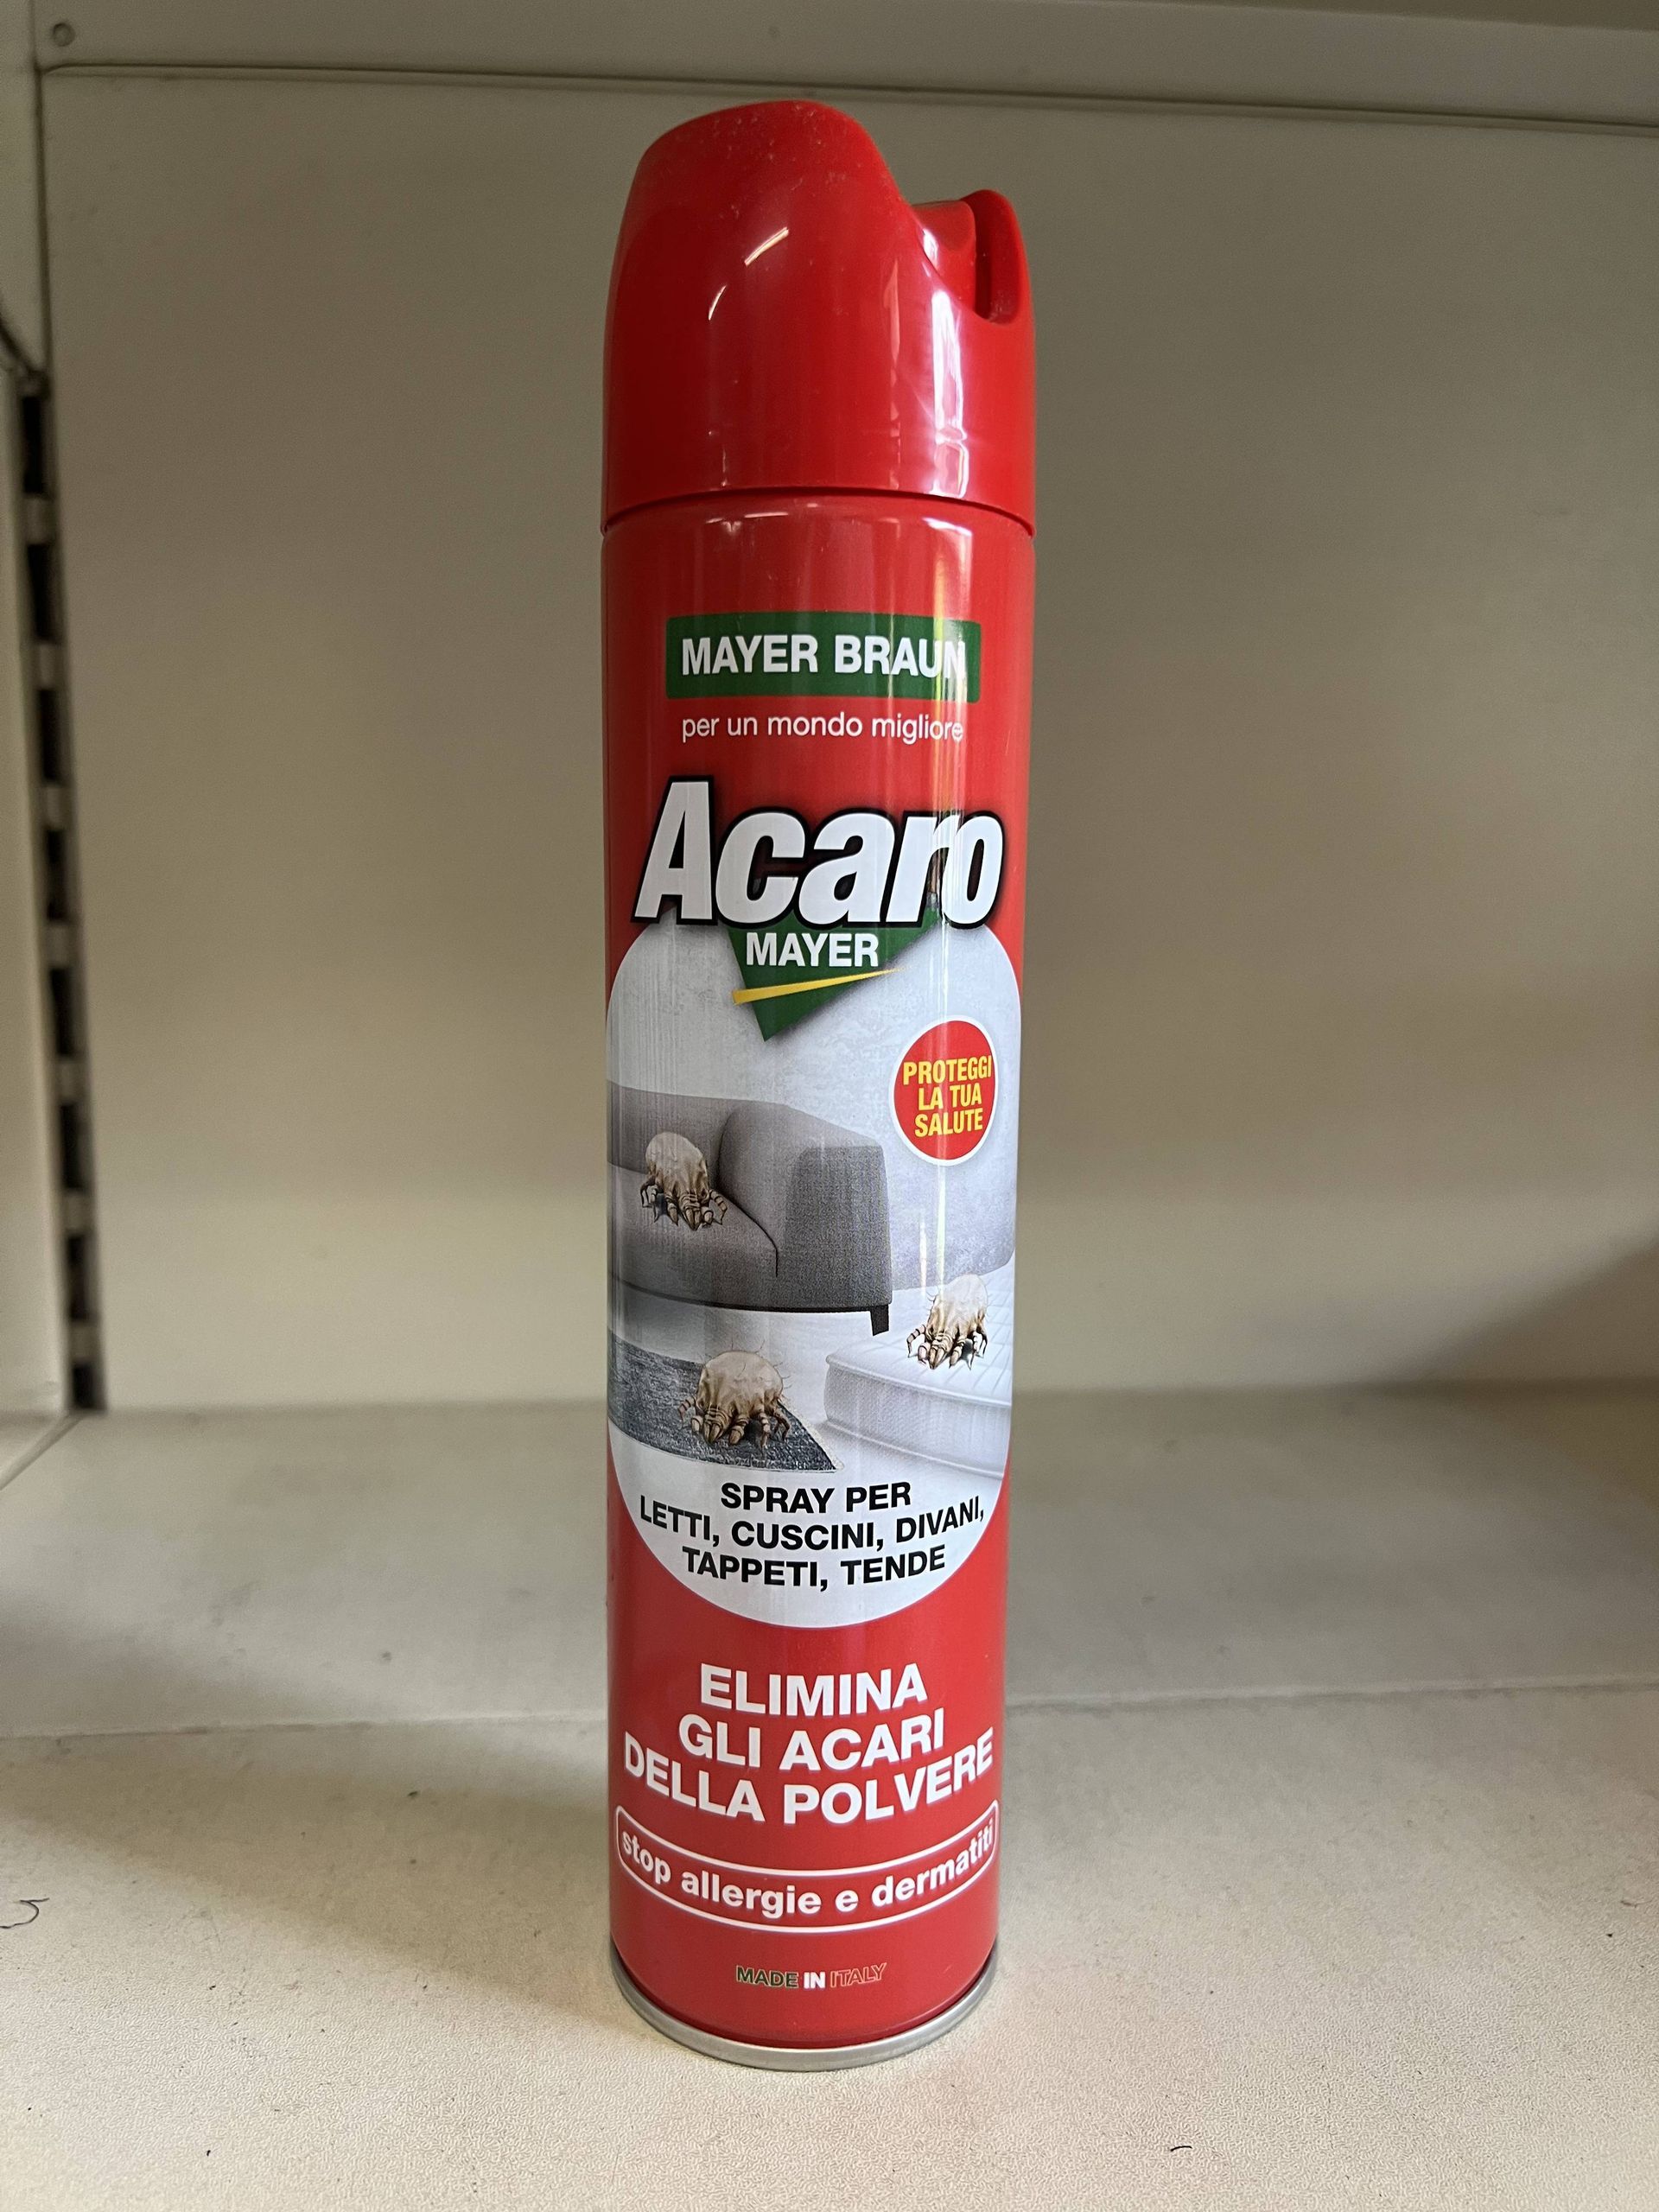 MAYER BRAUN
per un mondo migliore
Acaro
MAYER
PROTEGGI
LA TUA
SALUTE
SPRAY PER
LETTI, CUSCINI, DIVANI,
TAPPETI, TENDE
ELIMINA
GLI ACARI
DELLA POLVERE
stop allergie e dermatiti
MADE IN ITALY